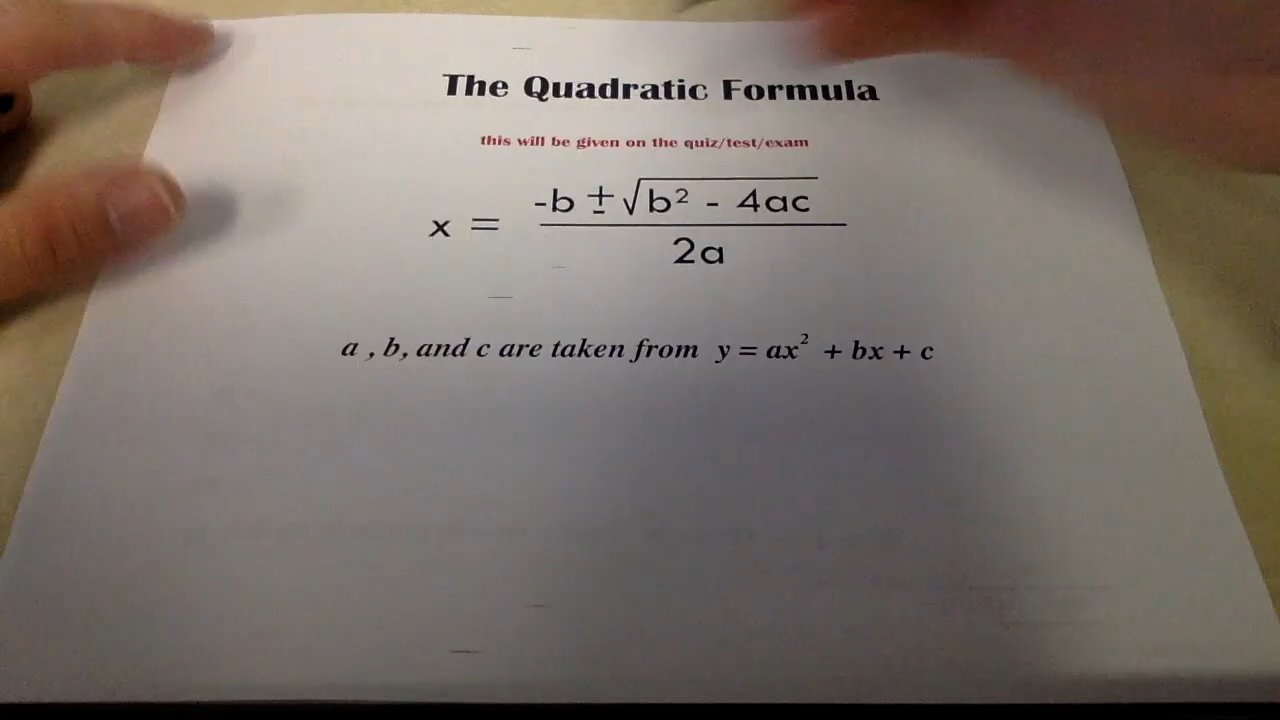 The Quadratic Formula
this will be given on the quiz/test/exam
x = -b ± √b² - 4ac
2a
a , b, and c are taken from y = ax² + bx + c